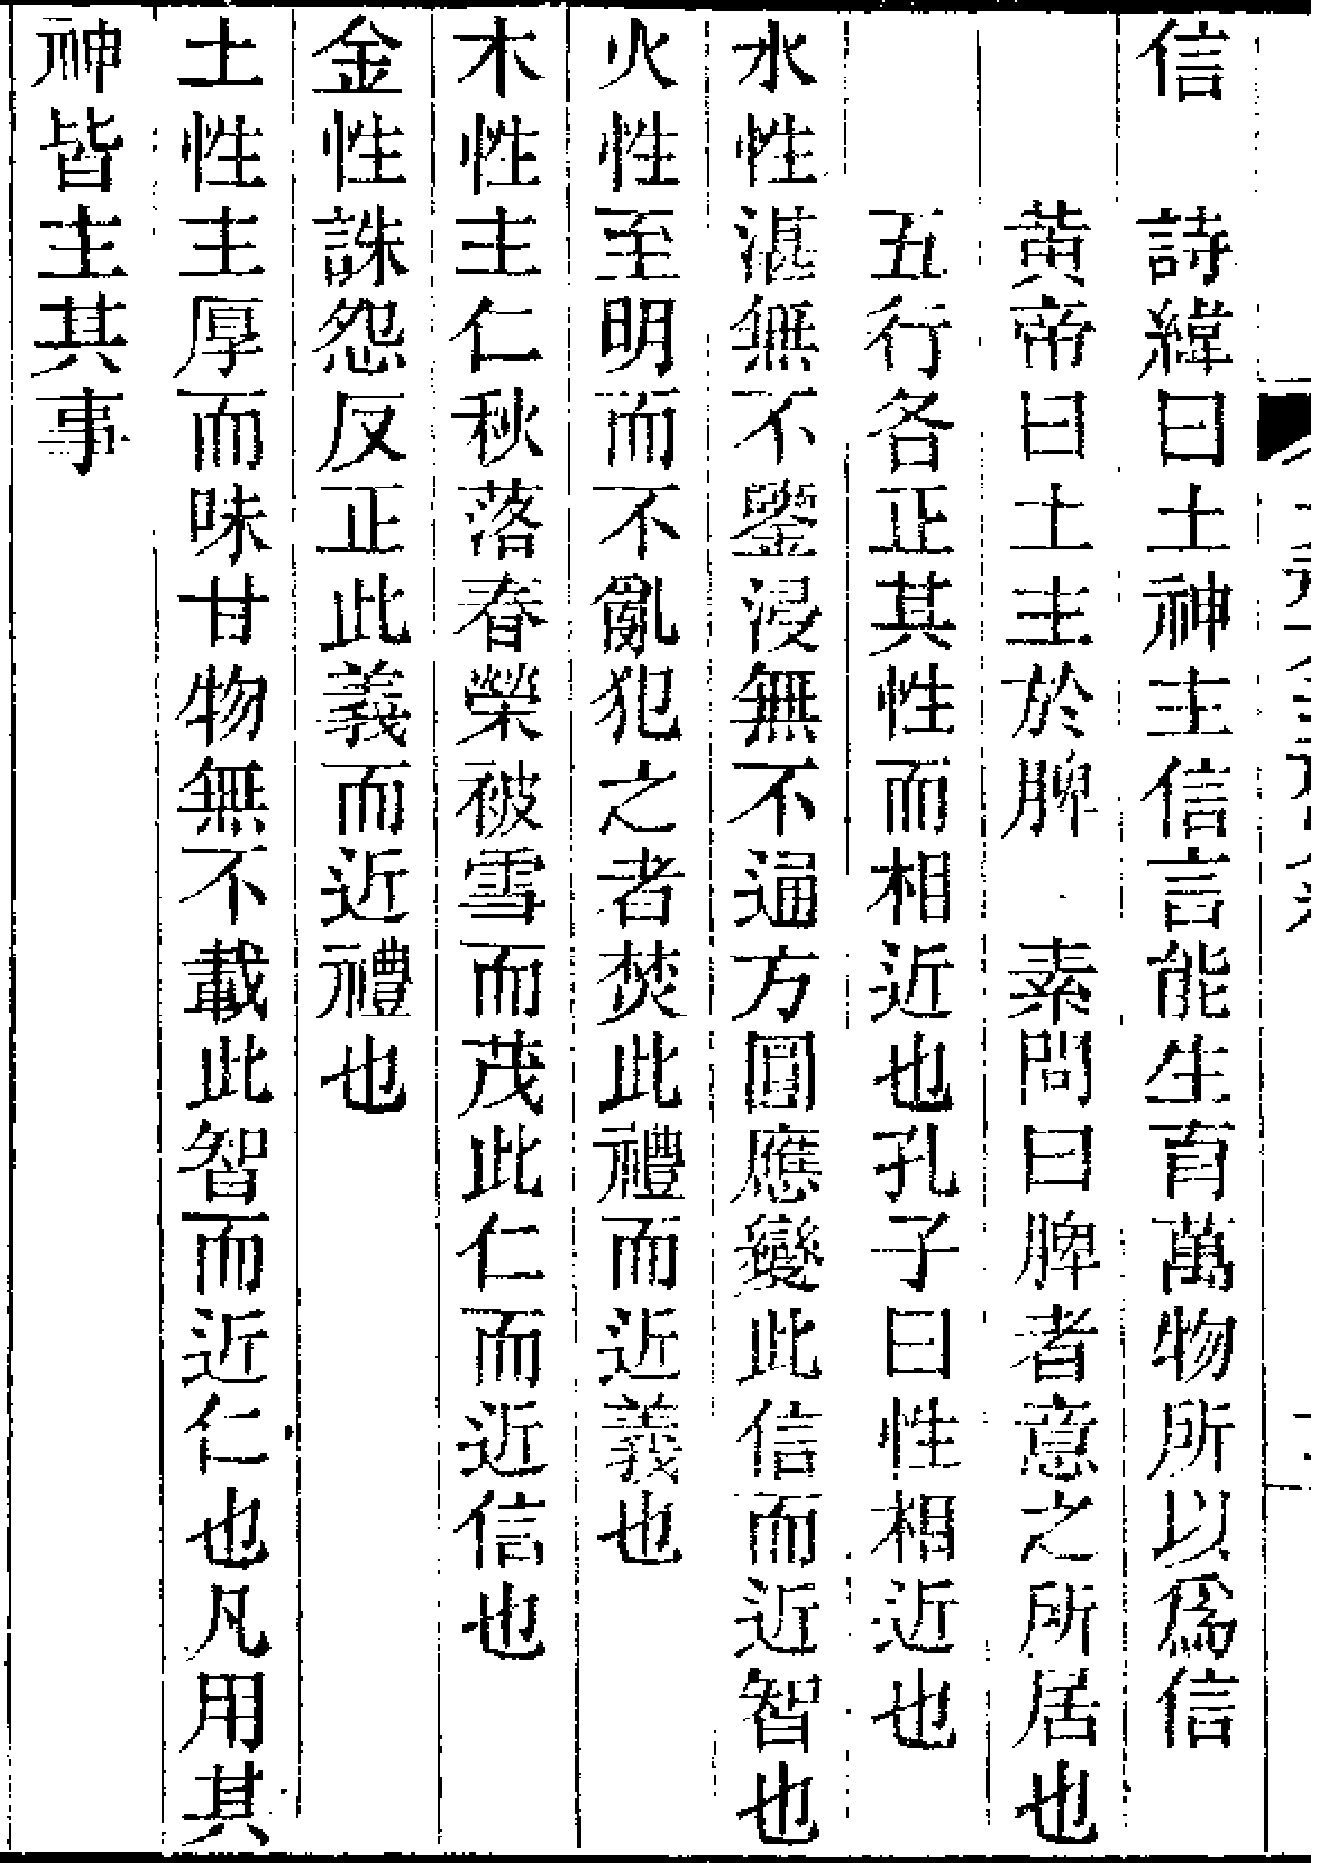 信　詩緯曰土神主信言能生育萬物所以爲信
黃帝曰土主於脾　素問曰脾者意之所居也
五行各正其性而相近也孔子曰性相近也
水性湛無不鑒浸無不通方圓應變此信而近智也
火性至明而不亂犯之者焚此禮而近義也
木性主仁秋落春榮被雪而茂此仁而近信也
金性誅怨反正此義而近禮也
土性主厚而味甘物無不載此智而近仁也凡用其
神皆主其事